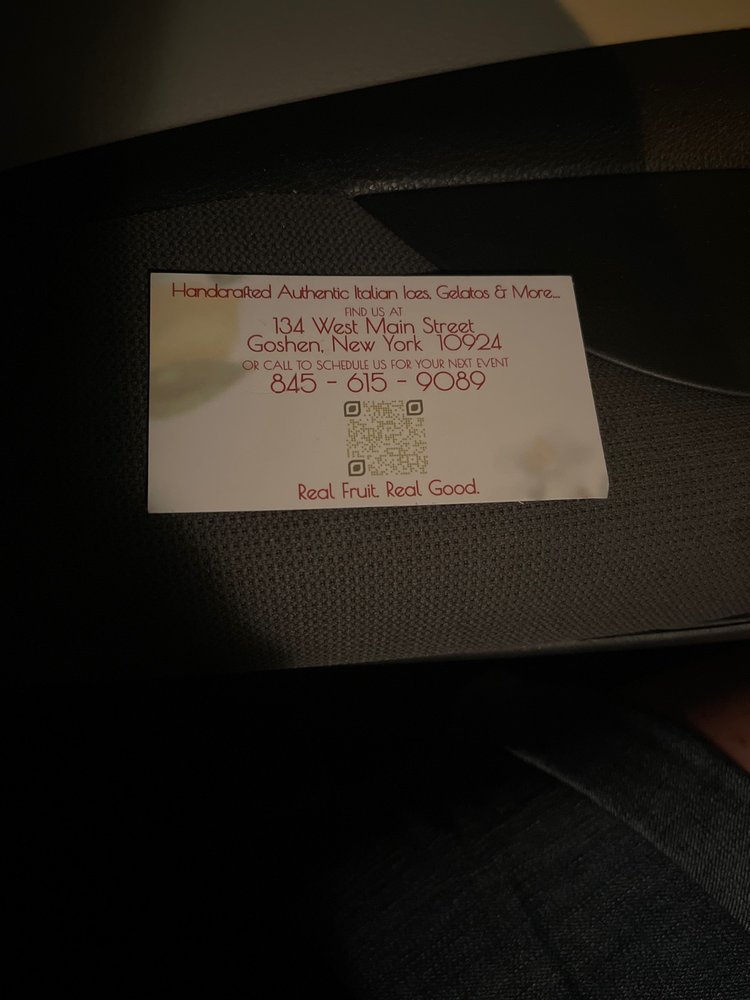 Handcrafted Authentic Italian Ices, Gelatos & More...
FIND US AT
134 West Main Street
Goshen, New York 10924
OR CALL TO SCHEDULE US FOR YOUR NEXT EVENT
845 - 615 - 9089
Real Fruit. Real Good.